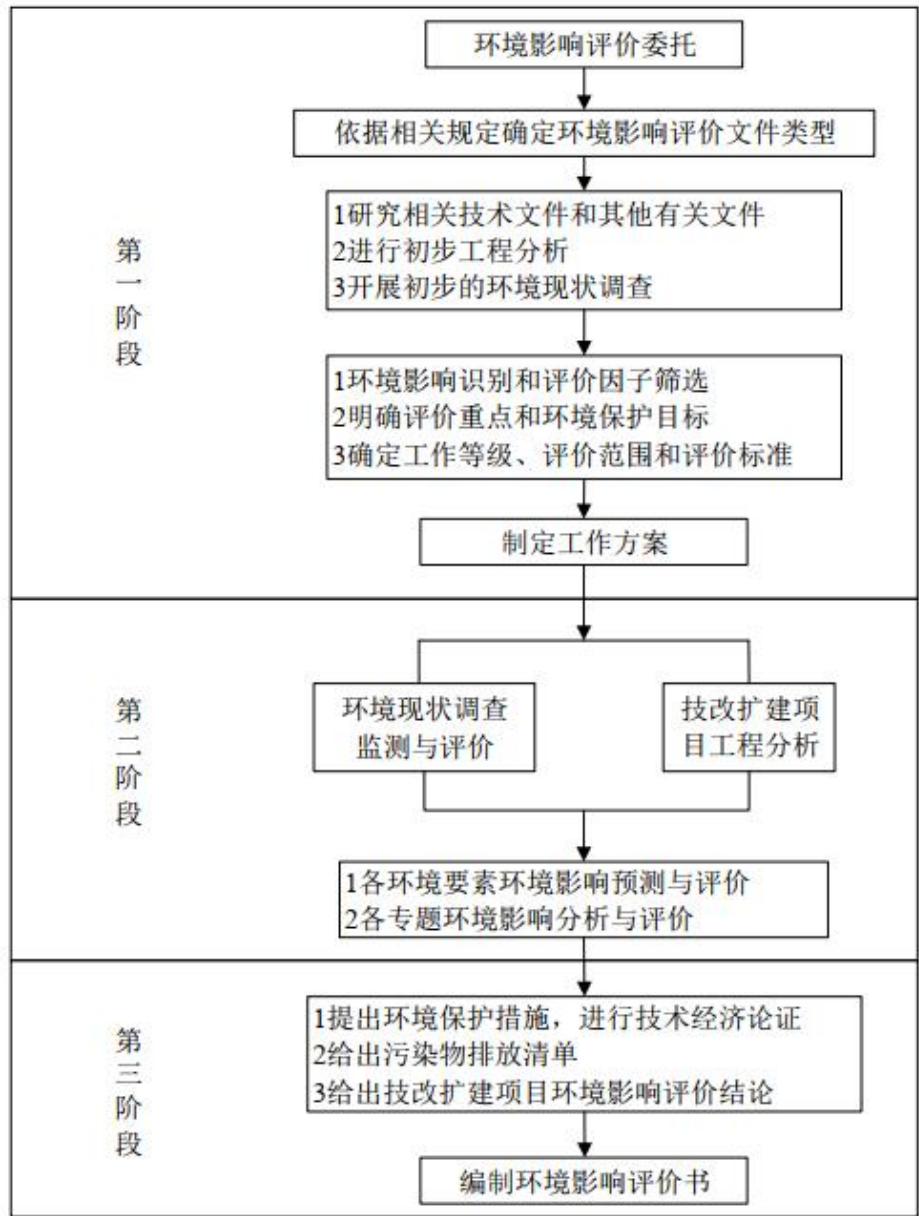 环境影响评价委托
依据相关规定确定环境影响评价文件类型
1研究相关技术文件和其他有关文件
2进行初步工程分析
3开展初步的环境现状调查
第一阶段
1环境影响识别和评价因子筛选
2明确评价重点和环境保护目标
3确定工作等级、评价范围和评价标准
制定工作方案
第二阶段
环境现状调查
监测与评价
技改扩建项
目工程分析
1各环境要素环境影响预测与评价
2各专题环境影响分析与评价
第三阶段
1提出环境保护措施，进行技术经济论证
2给出污染物排放清单
3给出技改扩建项目环境影响评价结论
编制环境影响评价书